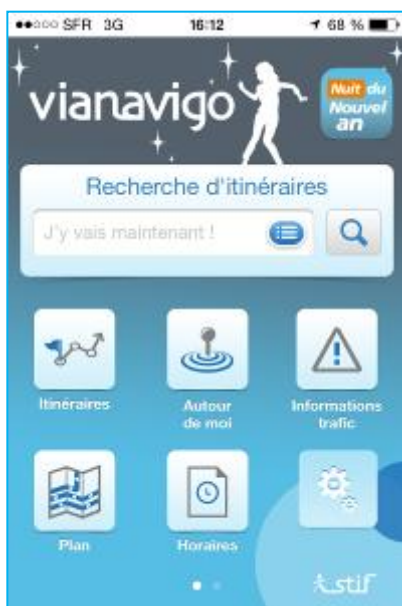 SFR 3G 16:12 68 %
vianavigo
Nuit du
Nouvel
an
Recherche d'itinéraires
J'y vais maintenant !
Itinéraires
Autour
de moi
Informations
trafic
Plan
Horaires
stif